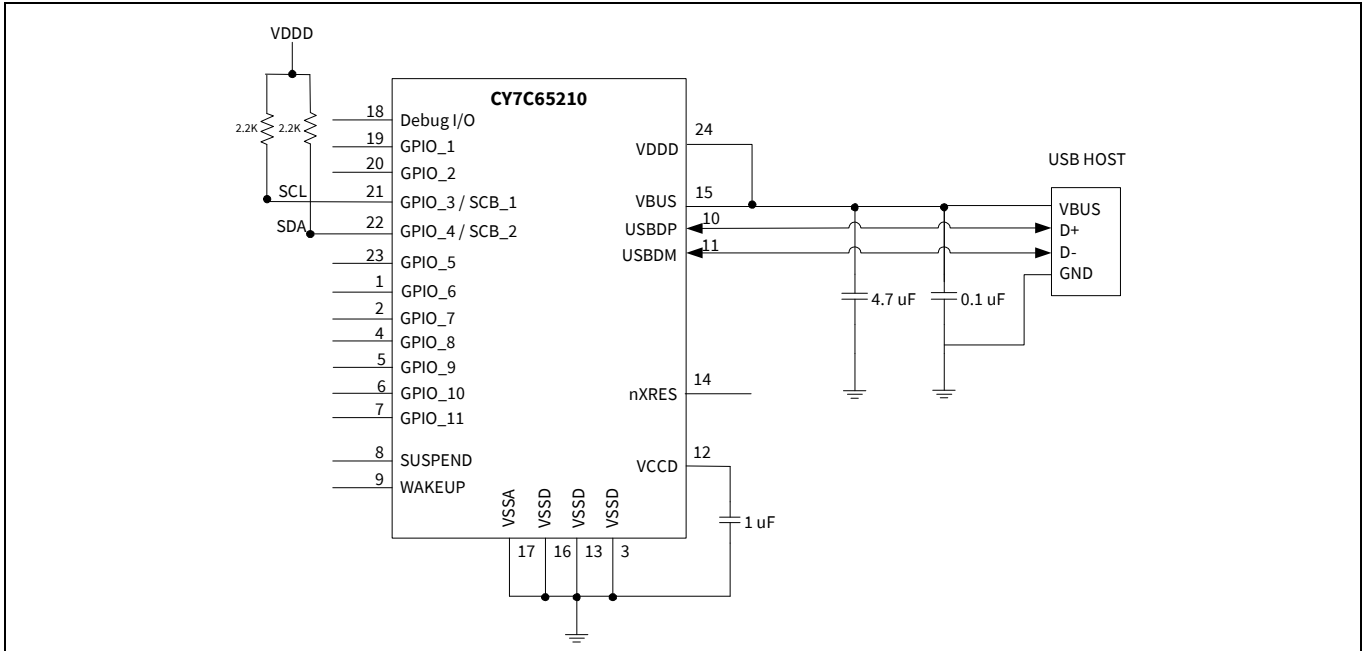 VDDD
2.2K 2.2K
SCL
SDA
CY7C65210
18 Debug I/O
19 GPIO_1
20 GPIO_2
21 GPIO_3 / SCB_1
22 GPIO_4 / SCB_2
23 GPIO_5
1 GPIO_6
2 GPIO_7
4 GPIO_8
5 GPIO_9
6 GPIO_10
7 GPIO_11
8 SUSPEND
9 WAKEUP
VDDD 24
VBUS 15
USBDP 10
USBDM 11
nXRES 14
VCCD 12
VSSA
VSSD
VSSD
VSSD
17 16 13 3
1 uF
4.7 uF
0.1 uF
USB HOST
VBUS
D+
D-
GND